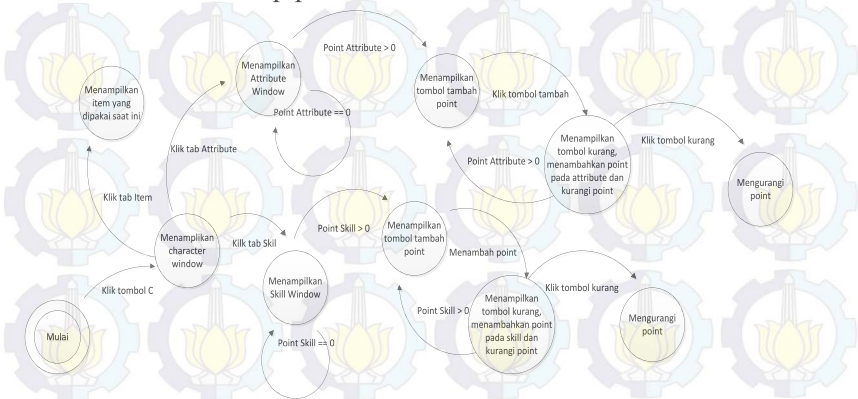 Point Attribute > 0
Menampilkan
Attribute
Window
Menampilkan
tombol tambah
point
Menampilkan
item yang
dipakai saat ini
Klik tombol tambah
Point Attribute == 0
Klik tab Attribute
Menampilkan
tombol kurang,
menambahkan point
pada attribute dan
kurangi point
Klik tombol kurang
Point Attribute > 0
Mengurangi
point
Klik tab Item
Menamplikan
character
window
Kilk tab Skil
Point Skill > 0
Menampilkan
tombol tambah
point
Menambah point
Klik tombol C
Menampilkan
Skill Window
Klik tombol kurang
Point Skill > 0
Menampilkan
tombol kurang,
menambahkan point
pada skill dan
kurangi point
Mengurangi
point
Mulai
Point Skill == 0